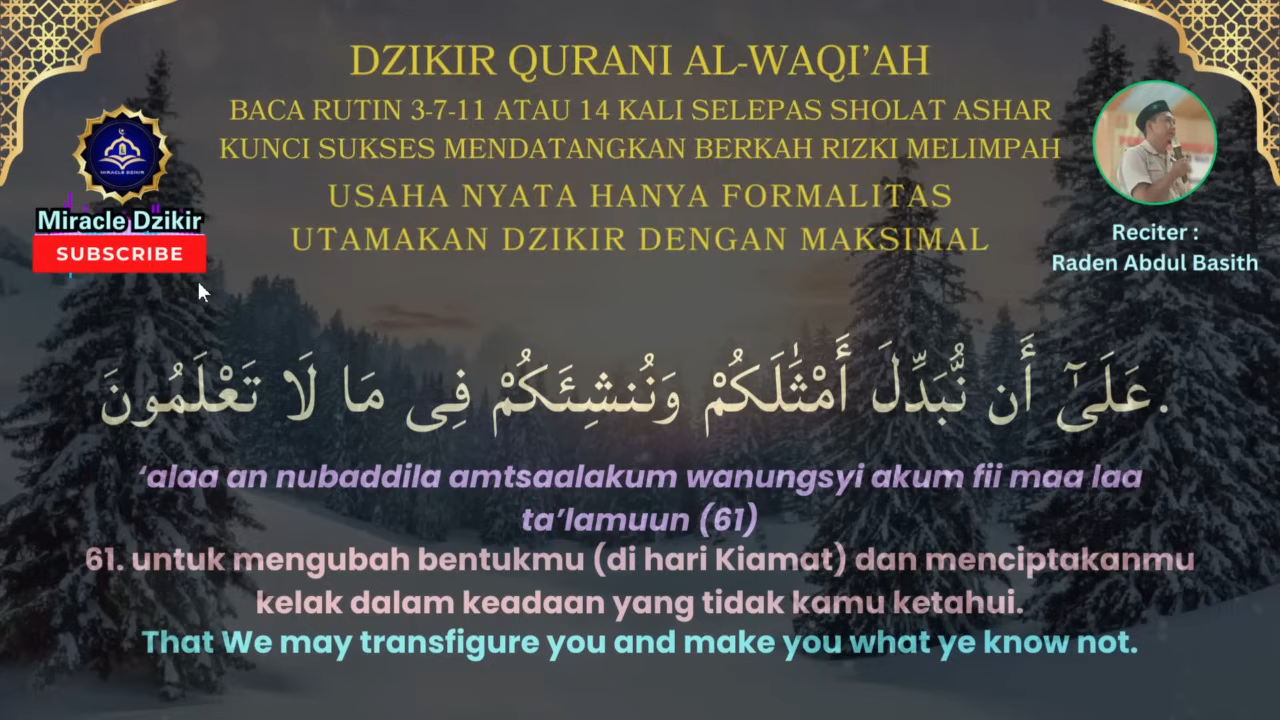 DZIKIR QURANI AL-WAQI'AH
BACA RUTIN 3-7-11 ATAU 14 KALI SELEPAS SHOLAT ASHAR
KUNCI SUKSES MENDATANGKAN BERKAH RIZKI MELIMPAH
USAHA NYATA HANYA FORMALITAS
UTAMAKAN DZIKIR DENGAN MAKSIMAL
MIRACLE DZIKIR
Miracle Dzikir
SUBSCRIBE
Reciter :
Raden Abdul Basith
عَلَىٰٓ أَن نُّبَدِّلَ أَمْثَٰلَكُمْ وَنُنشِئَكُمْ فِى مَا لَا تَعْلَمُونَ.
‘alaa an nubaddila amtsaalakum wanungsyi akum fii maa laa
ta’lamuun (61)
61. untuk mengubah bentukmu (di hari Kiamat) dan menciptakanmu
kelak dalam keadaan yang tidak kamu ketahui.
That We may transfigure you and make you what ye know not.